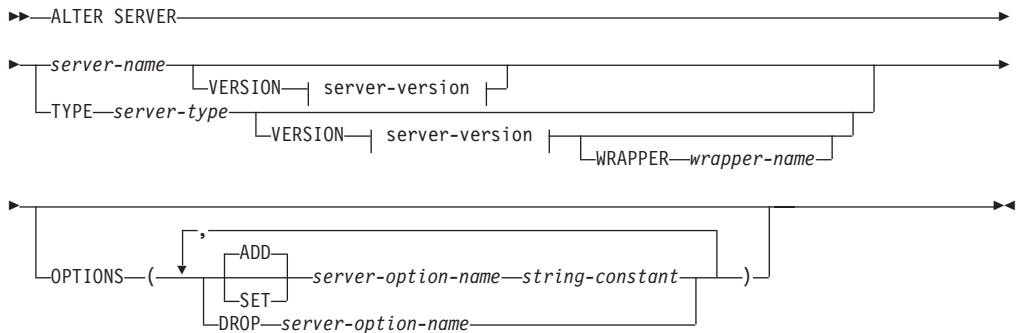 ALTER SERVER
server-name
VERSION server-version
TYPE server-type
VERSION server-version
WRAPPER wrapper-name
,
OPTIONS ( ADD server-option-name string-constant )
SET
DROP server-option-name